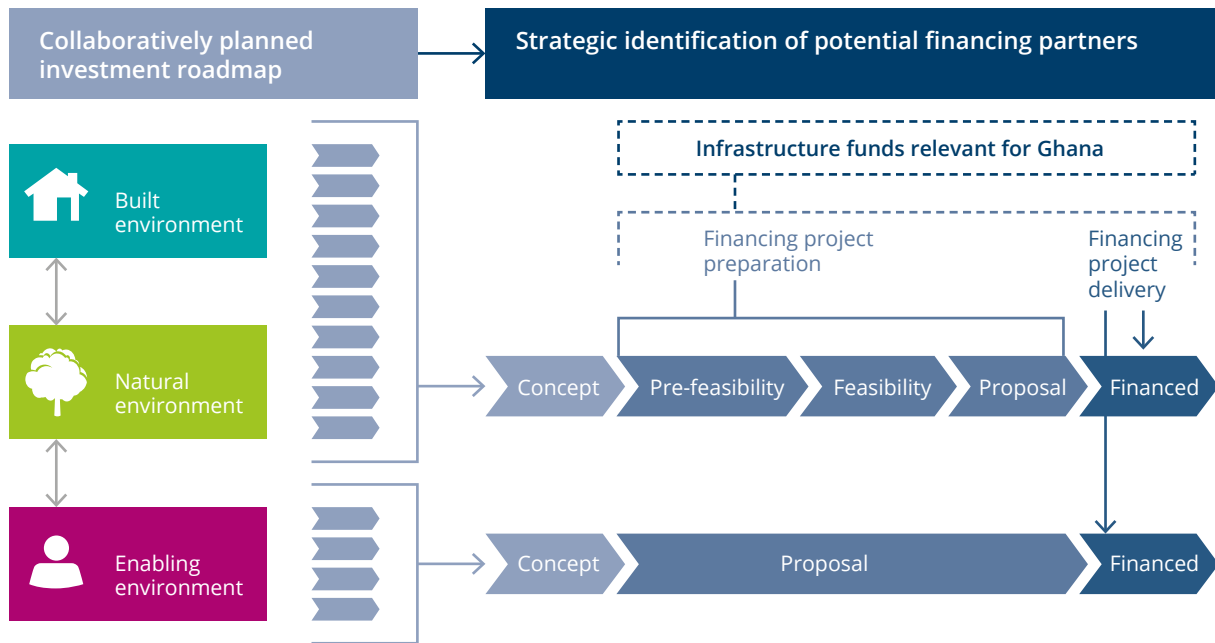 Collaboratively planned
investment roadmap
Strategic identification of potential financing partners
Infrastructure funds relevant for Ghana
Built
environment
Financing project
preparation
Financing
project
delivery
Natural
environment
Concept
Pre-feasibility
Feasibility
Proposal
Financed
Enabling
environment
Concept
Proposal
Financed